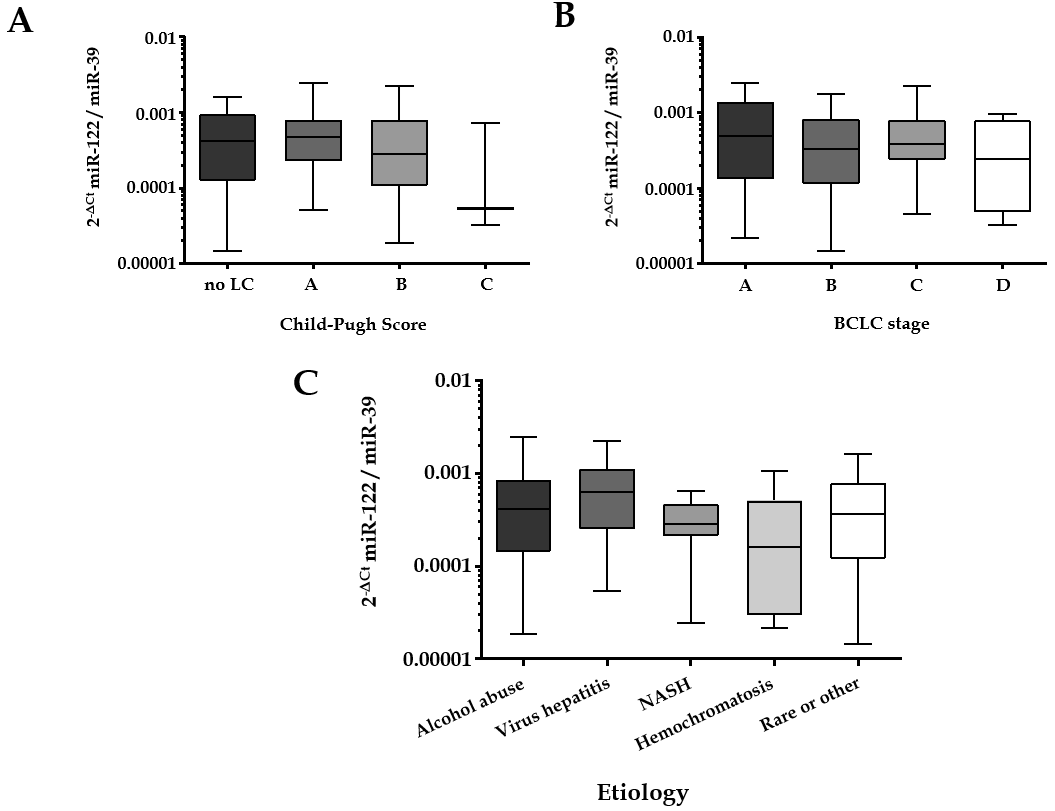 A
2-ΔCt miR-122 / miR-39
0.01
0.001
0.0001
0.00001
no LC A B C
Child-Pugh Score
B
2-ΔCt miR-122 / miR-39
0.01
0.001
0.0001
0.00001
A B C D
BCLC stage
C
2-ΔCt miR-122 / miR-39
0.01
0.001
0.0001
0.00001
Alcohol abuse
Virus hepatitis
NASH
Hemochromatosis
Rare or other
Etiology